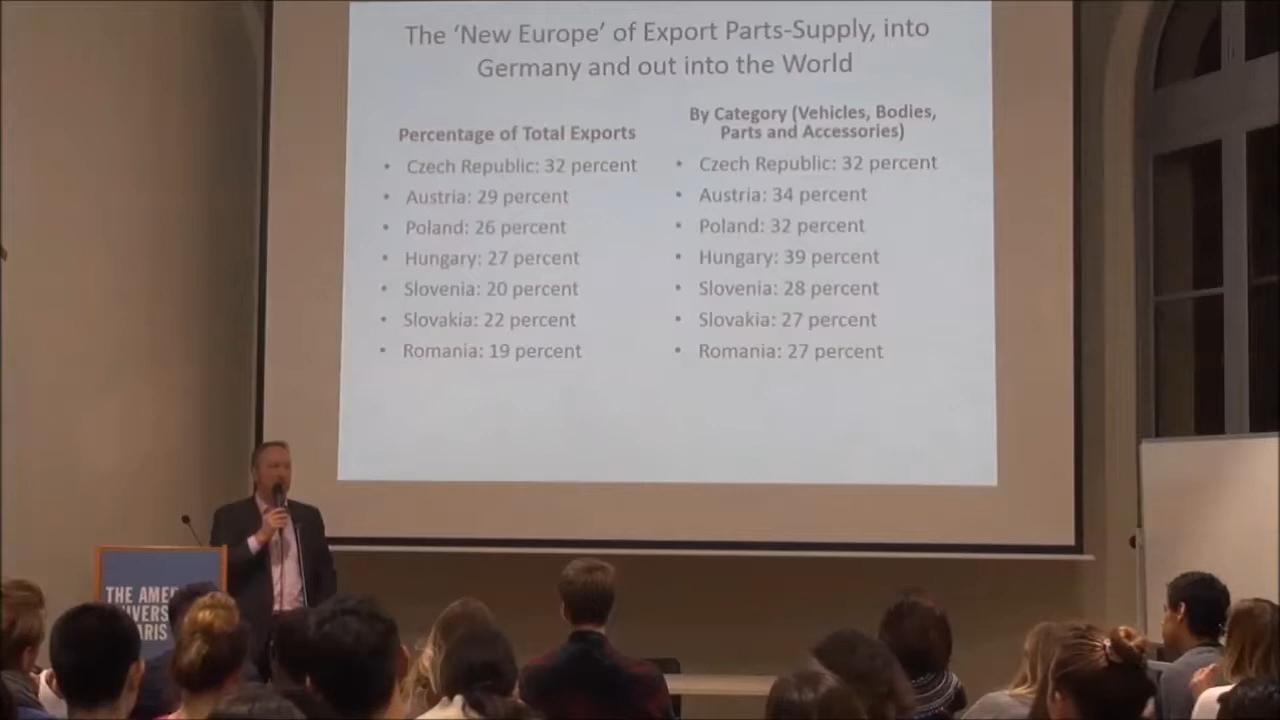 The ‘New Europe’ of Export Parts-Supply, into
Germany and out into the World
Percentage of Total Exports
• Czech Republic: 32 percent
• Austria: 29 percent
• Poland: 26 percent
• Hungary: 27 percent
• Slovenia: 20 percent
• Slovakia: 22 percent
• Romania: 19 percent
By Category (Vehicles, Bodies,
Parts and Accessories)
• Czech Republic: 32 percent
• Austria: 34 percent
• Poland: 32 percent
• Hungary: 39 percent
• Slovenia: 28 percent
• Slovakia: 27 percent
• Romania: 27 percent
THE